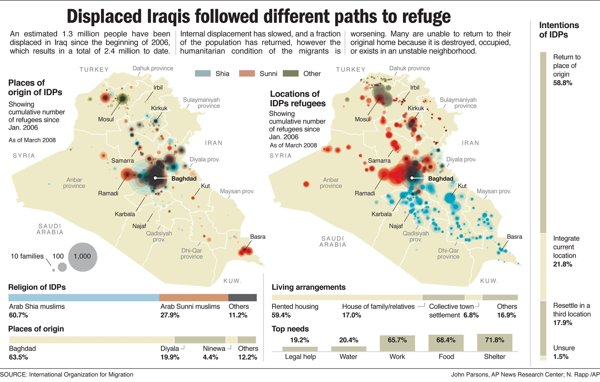 Displaced Iraqis followed different paths to refuge
An estimated 1.3 million people have been
displaced in Iraq since the beginning of 2006,
which results in a total of 2.4 million to date.
Internal displacement has slowed, and a fraction
of the population has returned, however the
humanitarian condition of the migrants is
worsening. Many are unable to return to their
original home because it is destroyed, occupied,
or exists in an unstable neighborhood.
Shia Sunni Other
Places of
origin of IDPs
Showing
cumulative number
of refugees since
Jan. 2006
As of March 2008
TURKEY
Dahuk province
Irbil
Mosul
Sulaymaniyah
province
Kirkuk
SYRIA
Samarra
IRAN
Diyala prov.
Baghdad
Anbar
province
Ramadi
Kut
Maysan prov.
Karbala
Najaf
Qadisiyah
prov.
SAUDI
ARABIA
Dhi-Qar
province
Basra
KUW.
10 families 100 1,000
Locations of
IDPs refugees
Showing
cumulative number
of refugees since
Jan. 2006
As of March 2008
TURKEY
Dahuk province
Irbil
Mosul
Sulaymaniyah
province
Kirkuk
SYRIA
Samarra
IRAN
Diyala prov.
Baghdad
Anbar
province
Ramadi
Kut
Maysan prov.
Karbala
Najaf
Qadisiyah
prov.
SAUDI
ARABIA
Dhi-Qar
province
Basra
KUW.
Religion of IDPs
Arab Shia muslims Arab Sunni muslims Others
60.7% 27.9% 11.2%
Places of origin
Baghdad Diyala Ninewa Others
63.5% 19.9% 4.4% 12.2%
Living arrangements
Rented housing House of family/relatives Collective town Others
59.4% 17.0% settlement 6.8% 16.9%
Top needs
19.2% 20.4% 65.7% 68.4% 71.8%
Legal help Water Work Food Shelter
Intentions
of IDPs
Return to
place of
origin
58.8%
Integrate
current
location
21.8%
Resettle in
a third
location
17.9%
Unsure
1.5%
SOURCE: International Organization for Migration
John Parsons, AP News Research Center; N. Rapp /AP